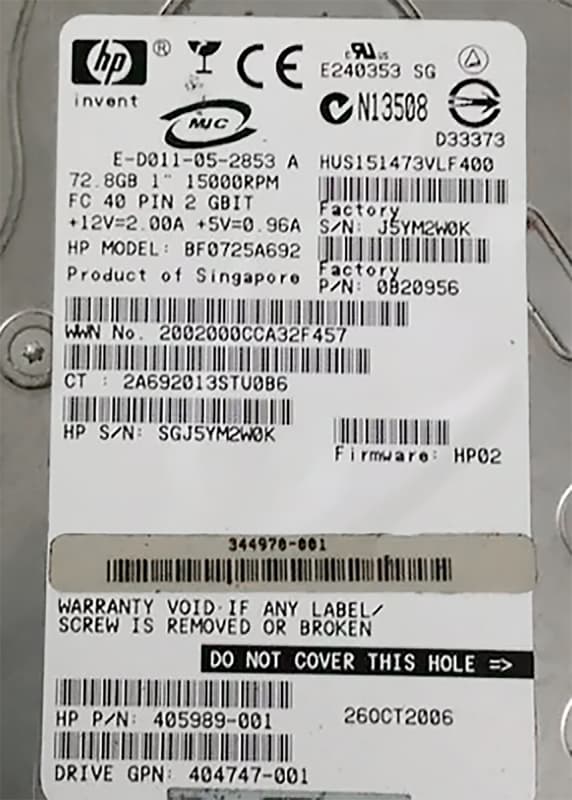 hp ®
invent
CE
RU us
E240353 SG
N13508
MIC
D33373
E-D011-05-2853 A
HUS151473VLF400
72.8GB 1" 15000RPM
FC 40 PIN 2 GBIT
+12V=2.00A +5V=0.96A
HP MODEL: BF0725A692
Product of Singapore
Factory
S/N: J5YM2W0K
Factory
P/N: 0B20956
WWN No. 2002000CCA32F457
CT : 2A692013STU0B6
HP S/N: SGJ5YM2W0K
Firmware: HP02
344970-001
WARRANTY VOID IF ANY LABEL/
SCREW IS REMOVED OR BROKEN
DO NOT COVER THIS HOLE =>
HP P/N: 405989-001
26OCT2006
DRIVE GPN: 404747-001